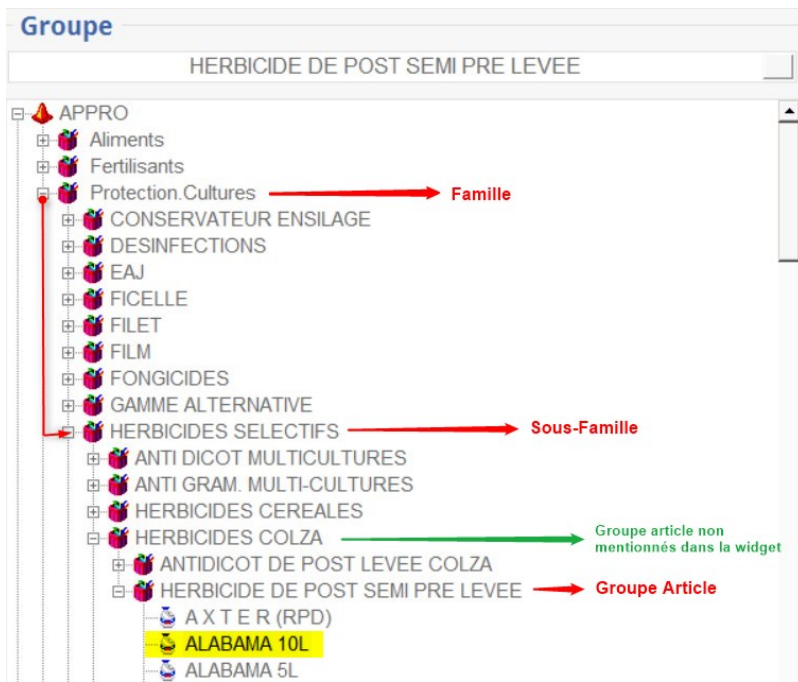 Groupe
HERBICIDE DE POST SEMI PRE LEVEE
APPRO
Aliments
Fertilisants
Protection.Cultures Famille
CONSERVATEUR ENSILAGE
DESINFECTIONS
EAJ
FICELLE
FILET
FILM
FONGICIDES
GAMME ALTERNATIVE
HERBICIDES SELECTIFS Sous-Famille
ANTI DICOT MULTICULTURES
ANTI GRAM. MULTI-CULTURES
HERBICIDES CEREALES
HERBICIDES COLZA Groupe article non
mentionnés dans la widget
ANTIDICOT DE POST LEVEE COLZA
HERBICIDE DE POST SEMI PRE LEVEE Groupe Article
A X T E R (RPD)
ALABAMA 10L
ALABAMA 5L